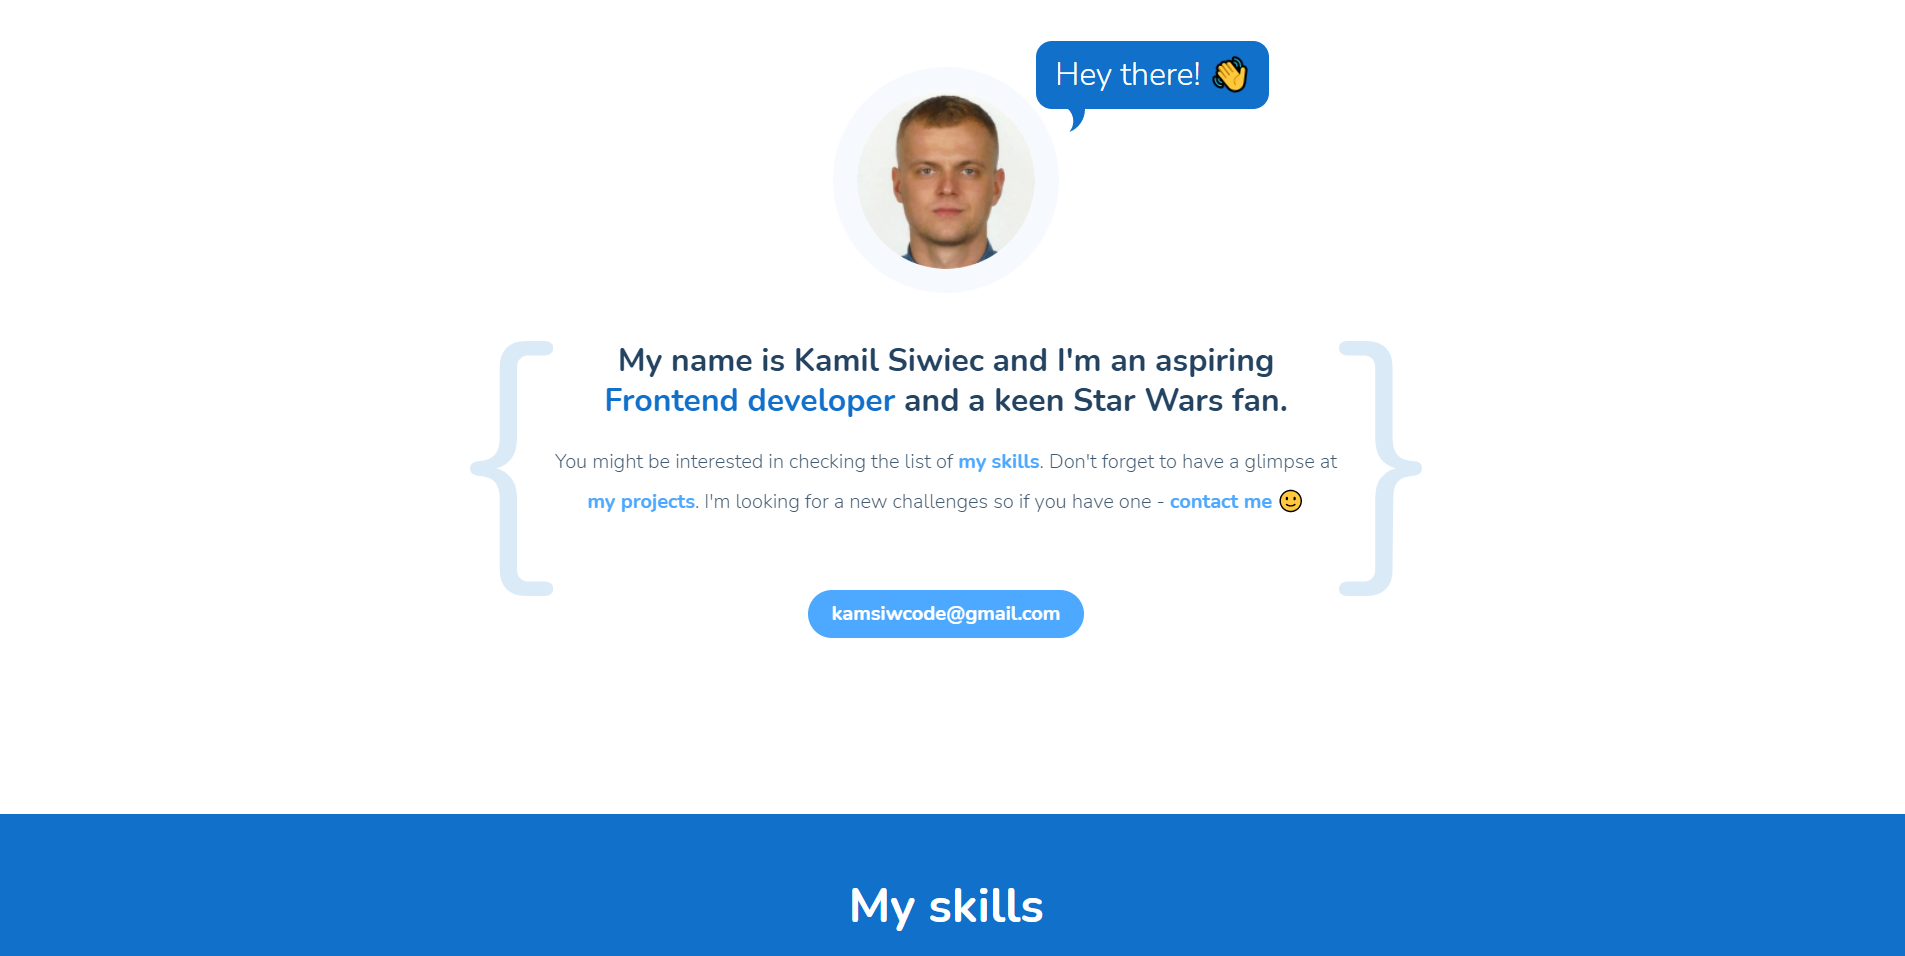 Hey there! 👋
My name is Kamil Siwiec and I'm an aspiring
Frontend developer and a keen Star Wars fan.
You might be interested in checking the list of my skills. Don't forget to have a glimpse at
my projects. I'm looking for a new challenges so if you have one - contact me 🙂
kamsiwcode@gmail.com
My skills